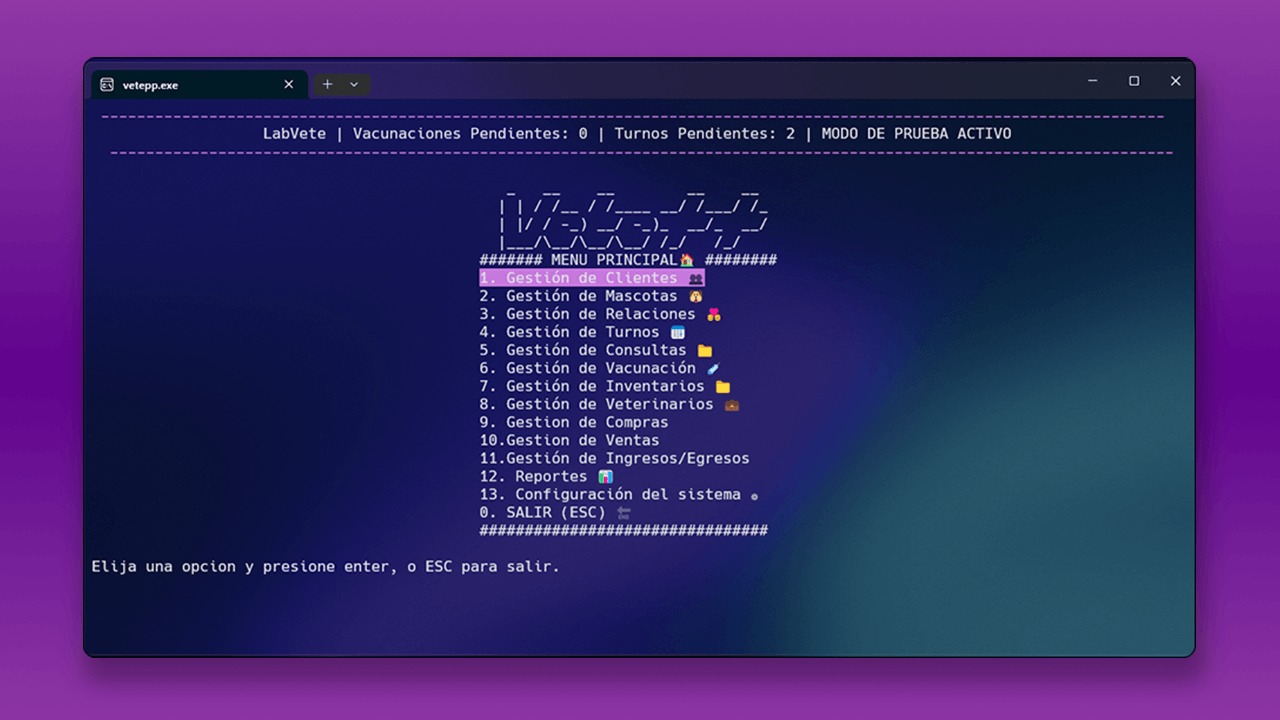 vetepp.exe
LabVete | Vacunaciones Pendientes: 0 | Turnos Pendientes: 2 | MODO DE PRUEBA ACTIVO
Vete++
####### MENU PRINCIPAL🏠 ########
1. Gestión de Clientes 👥
2. Gestión de Mascotas 🐶
3. Gestión de Relaciones 💏
4. Gestión de Turnos 📅
5. Gestión de Consultas 📁
6. Gestión de Vacunación 💉
7. Gestión de Inventarios 📁
8. Gestión de Veterinarios 💼
9. Gestion de Compras
10.Gestion de Ventas
11.Gestión de Ingresos/Egresos
12. Reportes 📊
13. Configuración del sistema ⚙
0. SALIR (ESC) 🔚
################################
Elija una opcion y presione enter, o ESC para salir.